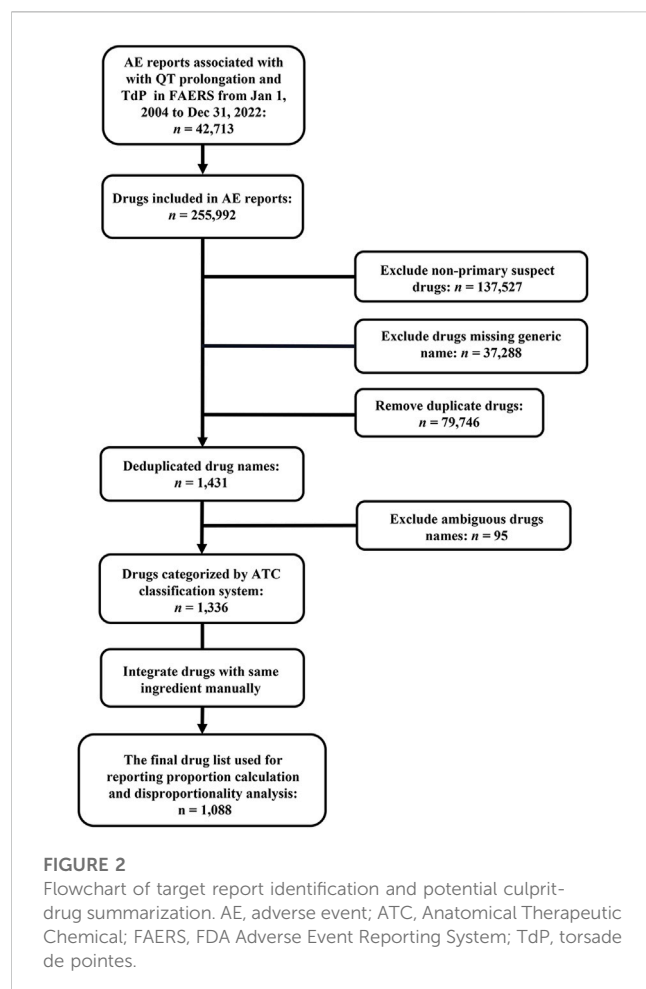 AE reports associated with
with QT prolongation and
TdP in FAERS from Jan 1,
2004 to Dec 31, 2022:
n = 42,713
Drugs included in AE reports:
n = 255,992
Exclude non-primary suspect
drugs: n = 137,527
Exclude drugs missing generic
name: n = 37,288
Remove duplicate drugs:
n = 79,746
Deduplicated drug names:
n = 1,431
Exclude ambiguous drugs
names: n = 95
Drugs categorized by ATC
classification system:
n = 1,336
Integrate drugs with same
ingredient manually
The final drug list used for
reporting proportion calculation
and disproportionality analysis:
n = 1,088
FIGURE 2
Flowchart of target report identification and potential culprit-
drug summarization. AE, adverse event; ATC, Anatomical Therapeutic
Chemical; FAERS, FDA Adverse Event Reporting System; TdP, torsade
de pointes.